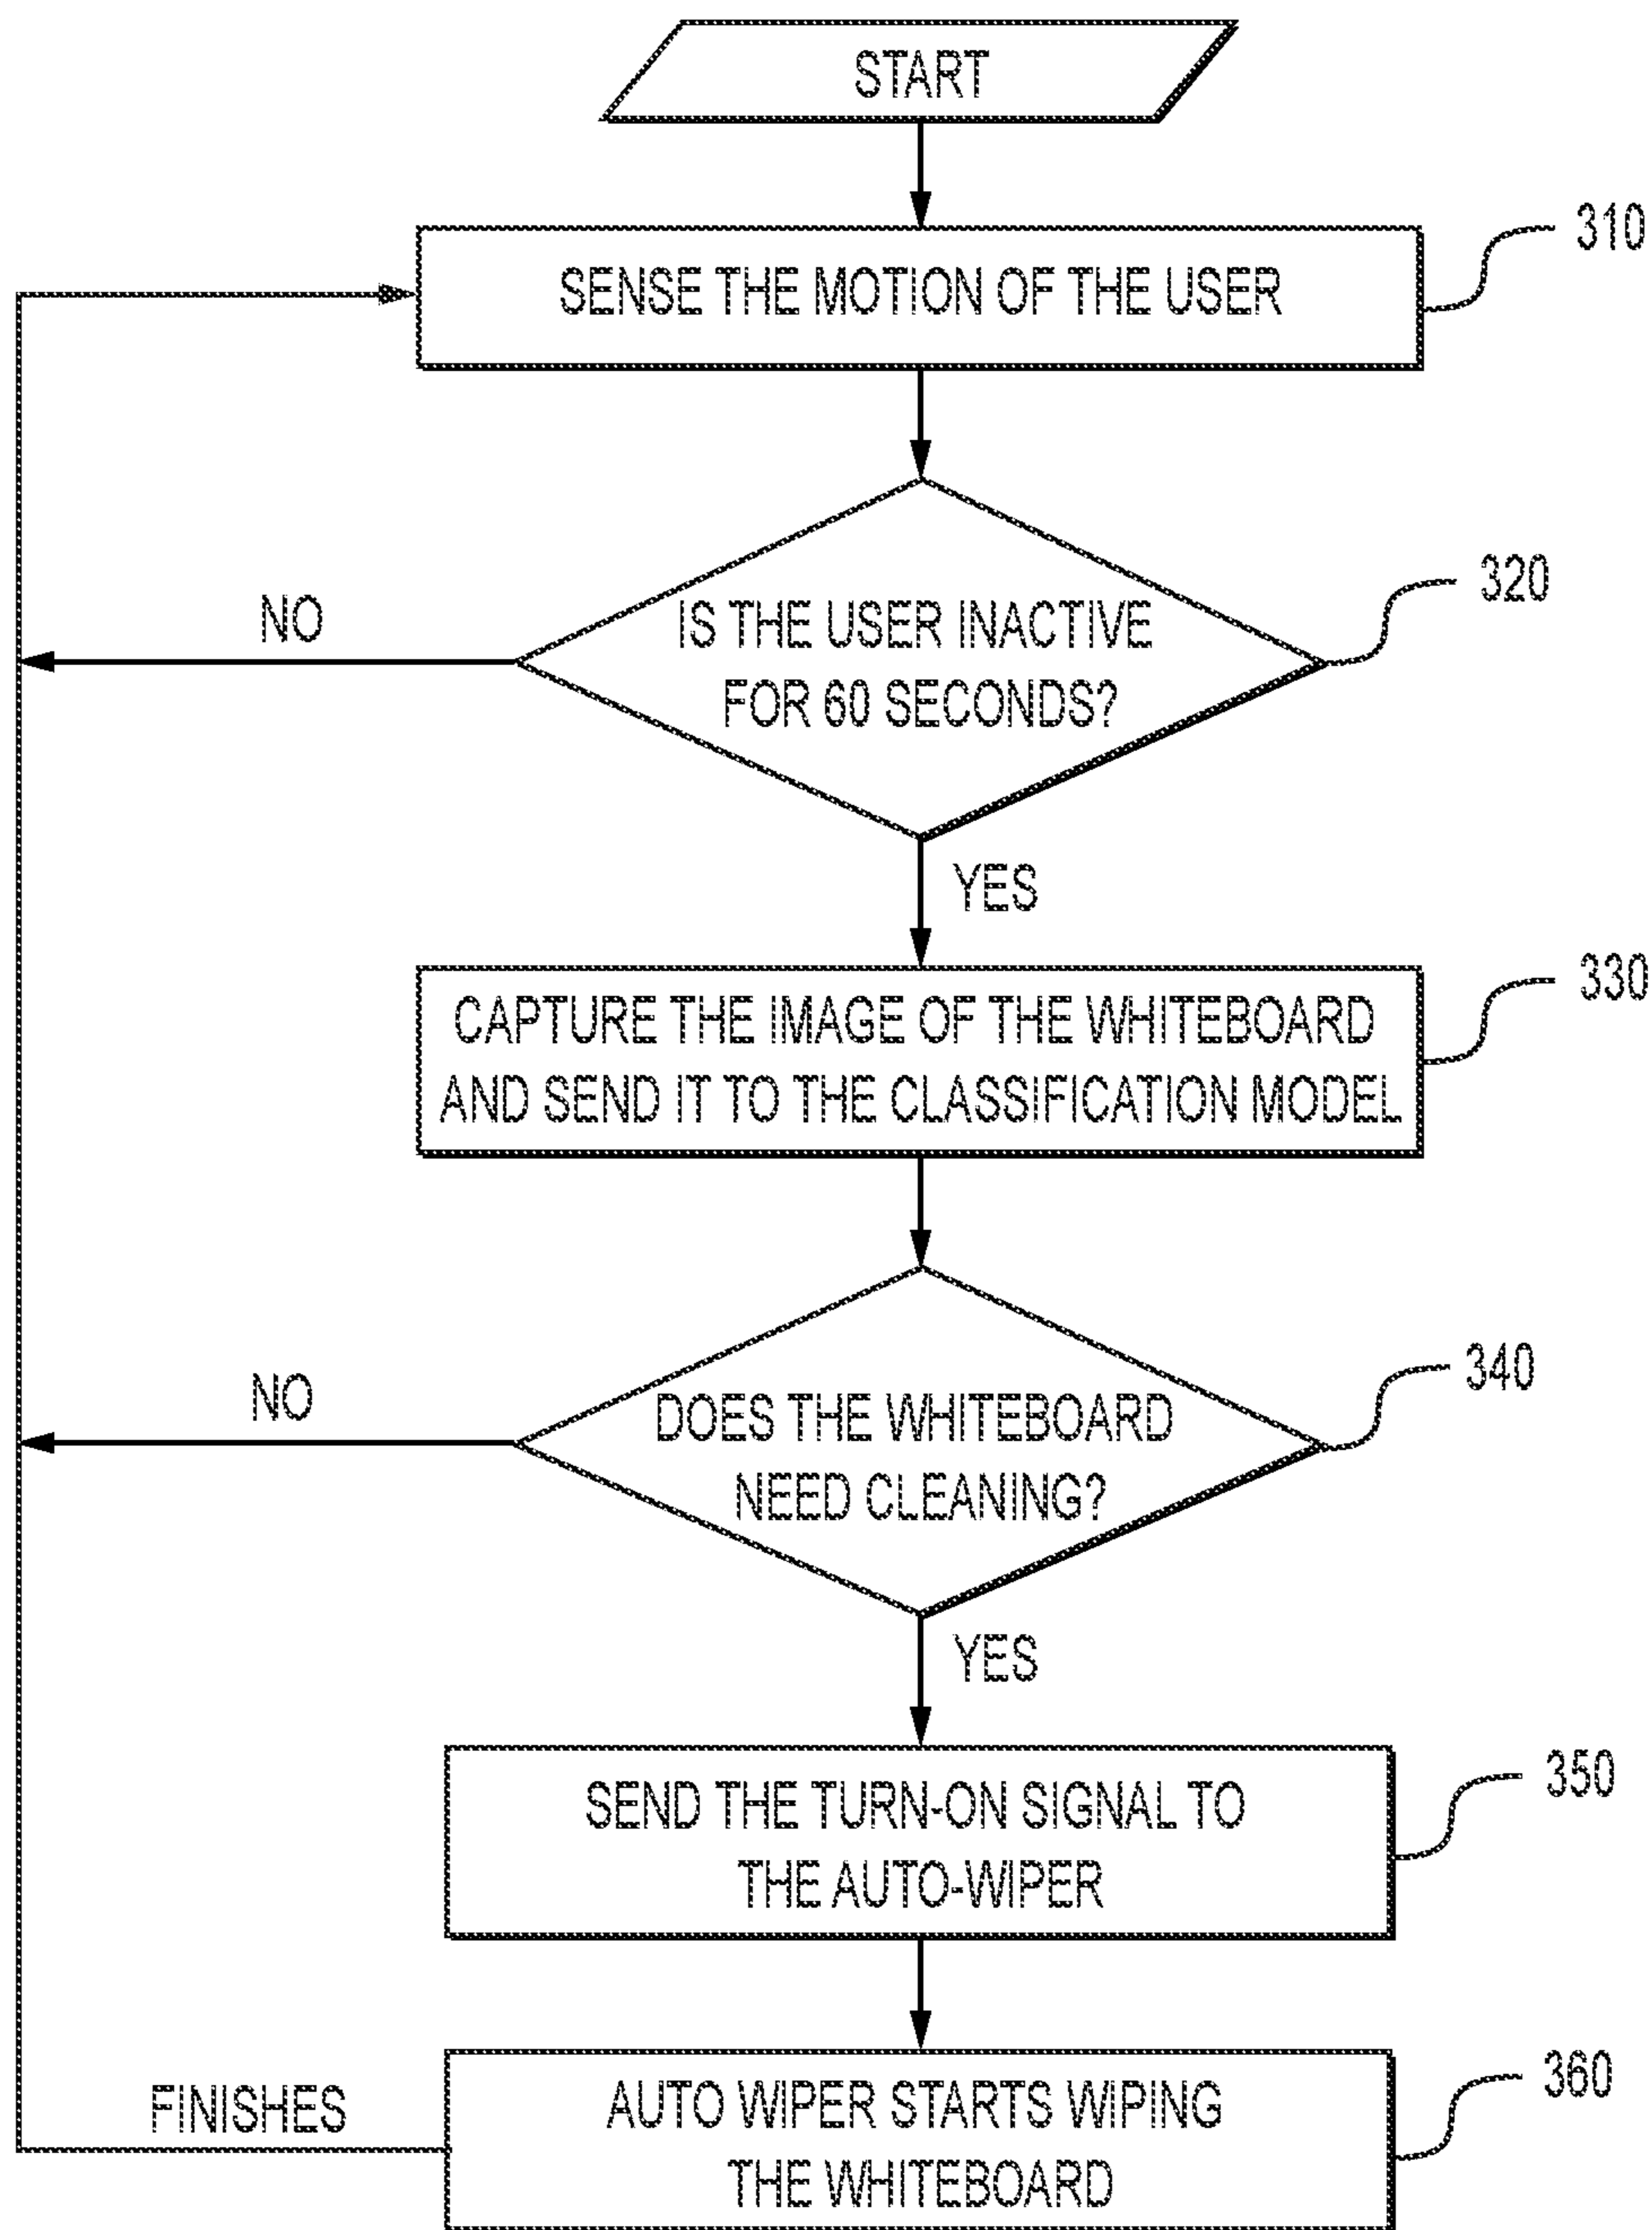 START
SENSE THE MOTION OF THE USER
310
IS THE USER INACTIVE
FOR 60 SECONDS?
320
NO
YES
CAPTURE THE IMAGE OF THE WHITEBOARD
AND SEND IT TO THE CLASSIFICATION MODEL
330
DOES THE WHITEBOARD
NEED CLEANING?
340
NO
YES
SEND THE TURN-ON SIGNAL TO
THE AUTO-WIPER
350
AUTO WIPER STARTS WIPING
THE WHITEBOARD
360
FINISHES